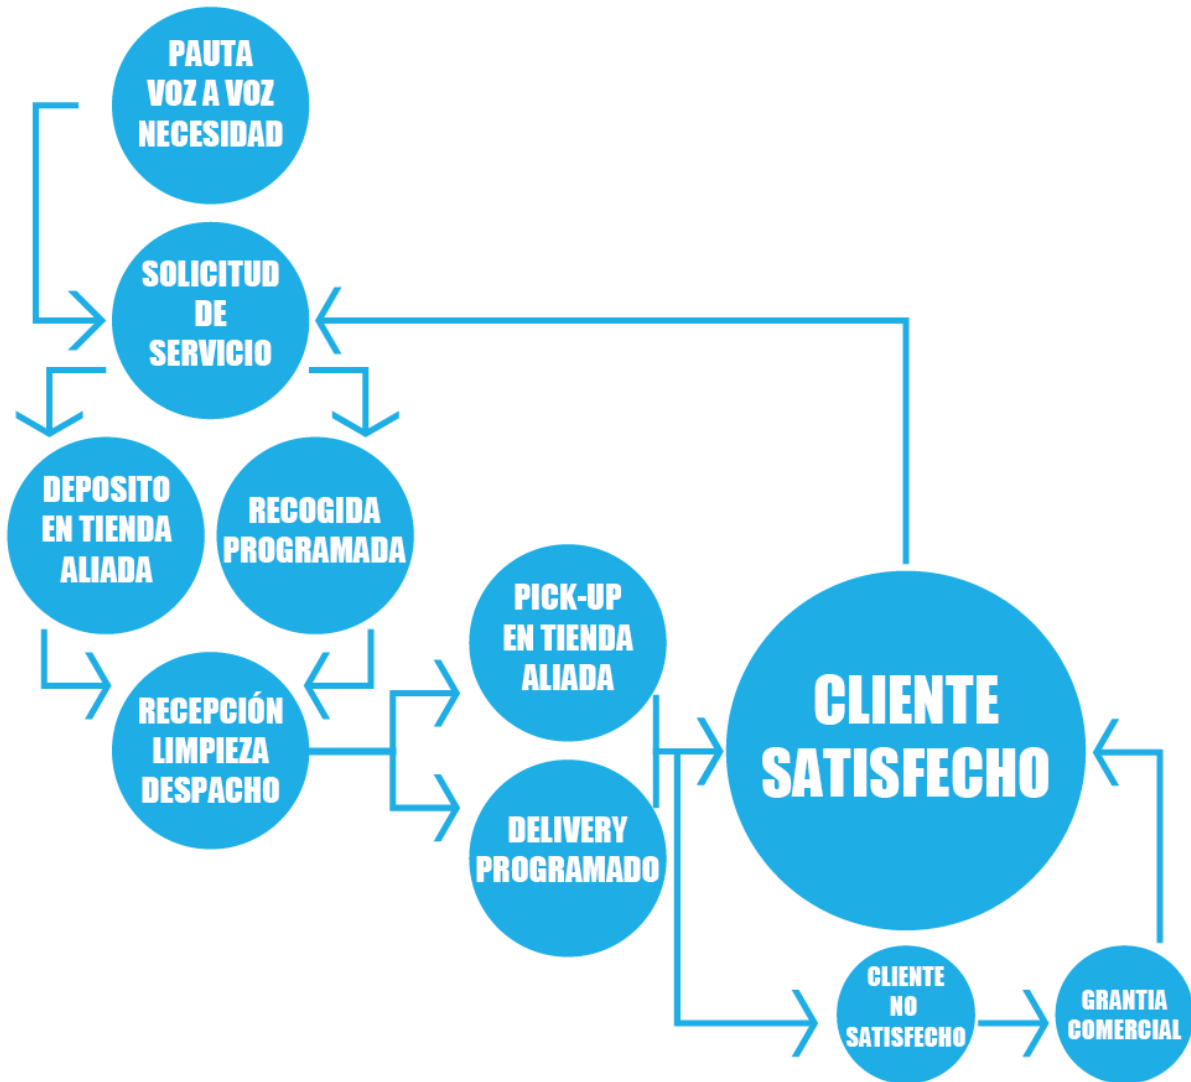 PAUTA
VOZ A VOZ
NECESIDAD
SOLICITUD
DE
SERVICIO
DEPOSITO
EN TIENDA
ALIADA
RECOGIDA
PROGRAMADA
RECEPCIÓN
LIMPIEZA
DESPACHO
PICK-UP
EN TIENDA
ALIADA
DELIVERY
PROGRAMADO
CLIENTE
SATISFECHO
CLIENTE
NO
SATISFECHO
GRANTIA
COMERCIAL